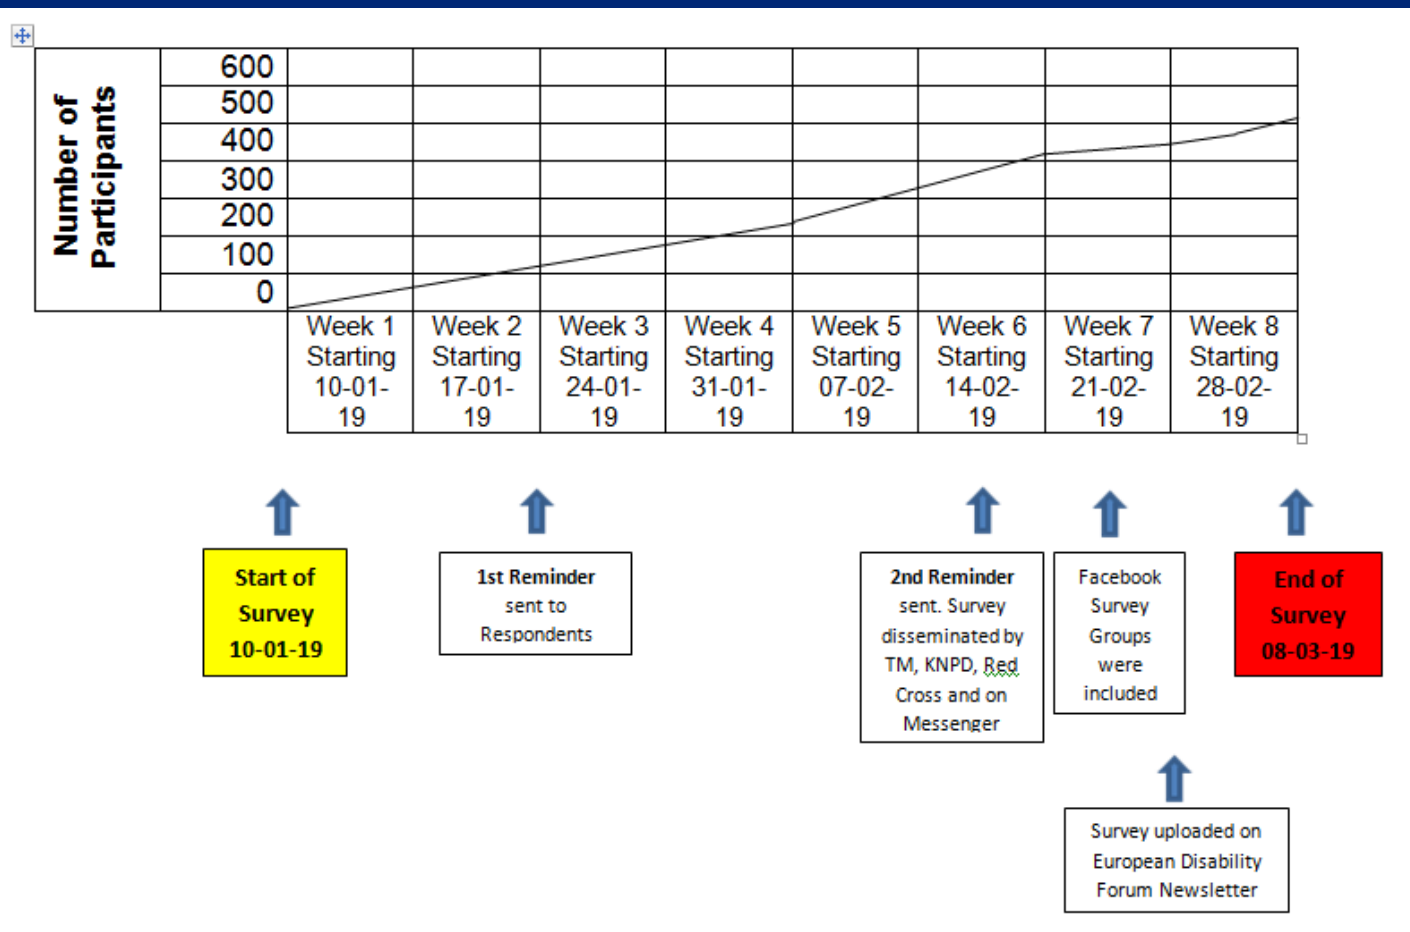 Number of
Participants
600
500
400
300
200
100
0
Week 1
Starting
10-01-
19
Week 2
Starting
17-01-
19
Week 3
Starting
24-01-
19
Week 4
Starting
31-01-
19
Week 5
Starting
07-02-
19
Week 6
Starting
14-02-
19
Week 7
Starting
21-02-
19
Week 8
Starting
28-02-
19
Start of
Survey
10-01-19
1st Reminder
sent to
Respondents
2nd Reminder
sent. Survey
disseminated by
TM, KNPD, Red
Cross and on
Messenger
Facebook
Survey
Groups
were
included
End of
Survey
08-03-19
Survey uploaded on
European Disability
Forum Newsletter